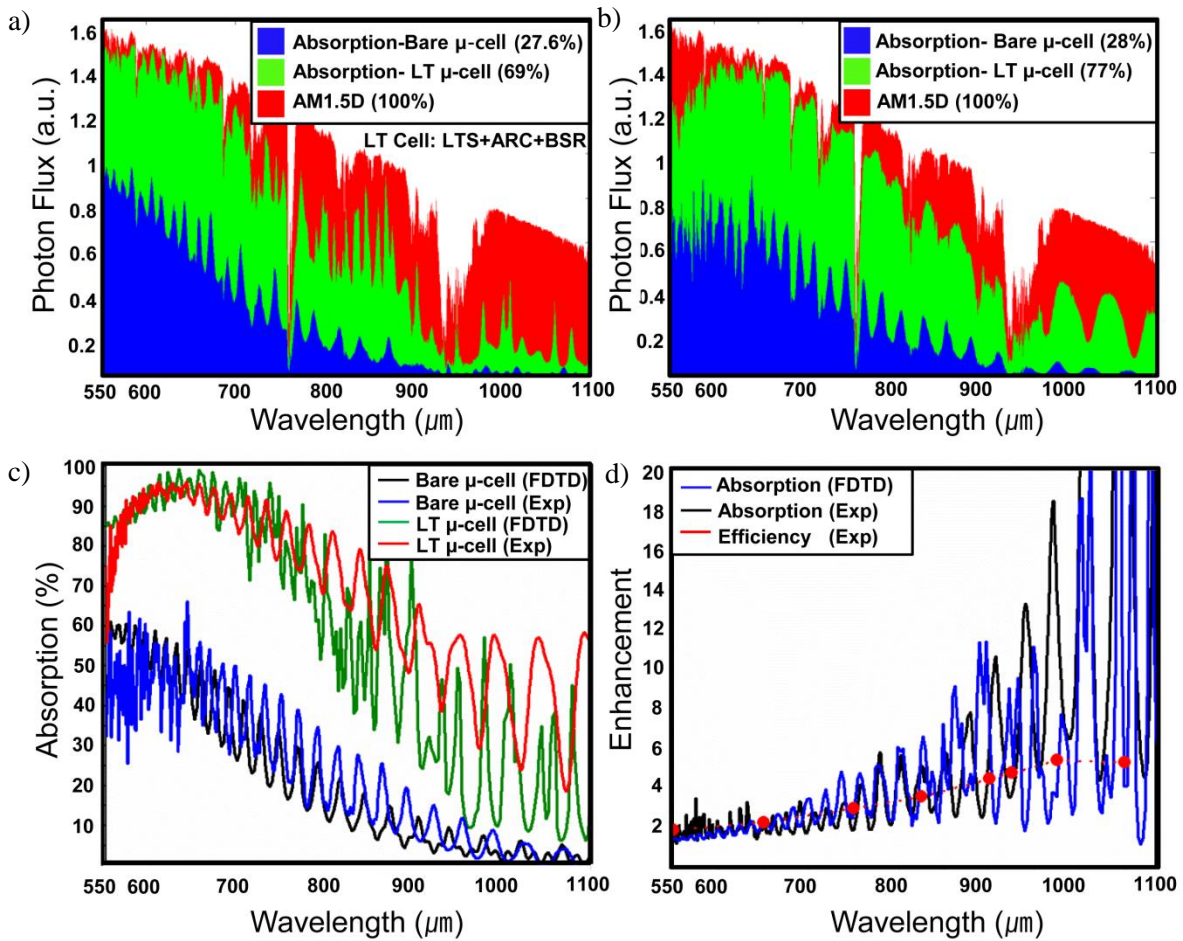 a)
1.6
1.4
1.2
1
0.8
0.6
0.4
0.2
Photon Flux (a.u.)
Absorption-Bare μ-cell (27.6%)
Absorption- LT μ-cell (69%)
AM1.5D (100%)
LT Cell: LTS+ARC+BSR
550 600 700 800 900 1000 1100
Wavelength (㎛)
b)
1.6
1.4
1.2
1
0.8
0.6
0.4
0.2
Photon Flux (a.u.)
Absorption- Bare μ-cell (28%)
Absorption- LT μ-cell (77%)
AM1.5D (100%)
550 600 700 800 900 1000 1100
Wavelength (㎛)
c)
100
90
80
70
60
50
40
30
20
10
Absorption (%)
Bare μ-cell (FDTD)
Bare μ-cell (Exp)
LT μ-cell (FDTD)
LT μ-cell (Exp)
550 600 700 800 900 1000 1100
Wavelength (㎛)
d)
20
18
16
14
12
10
8
6
4
2
Enhancement
Absorption (FDTD)
Absorption (Exp)
Efficiency (Exp)
550 600 700 800 900 1000 1100
Wavelength (㎛)